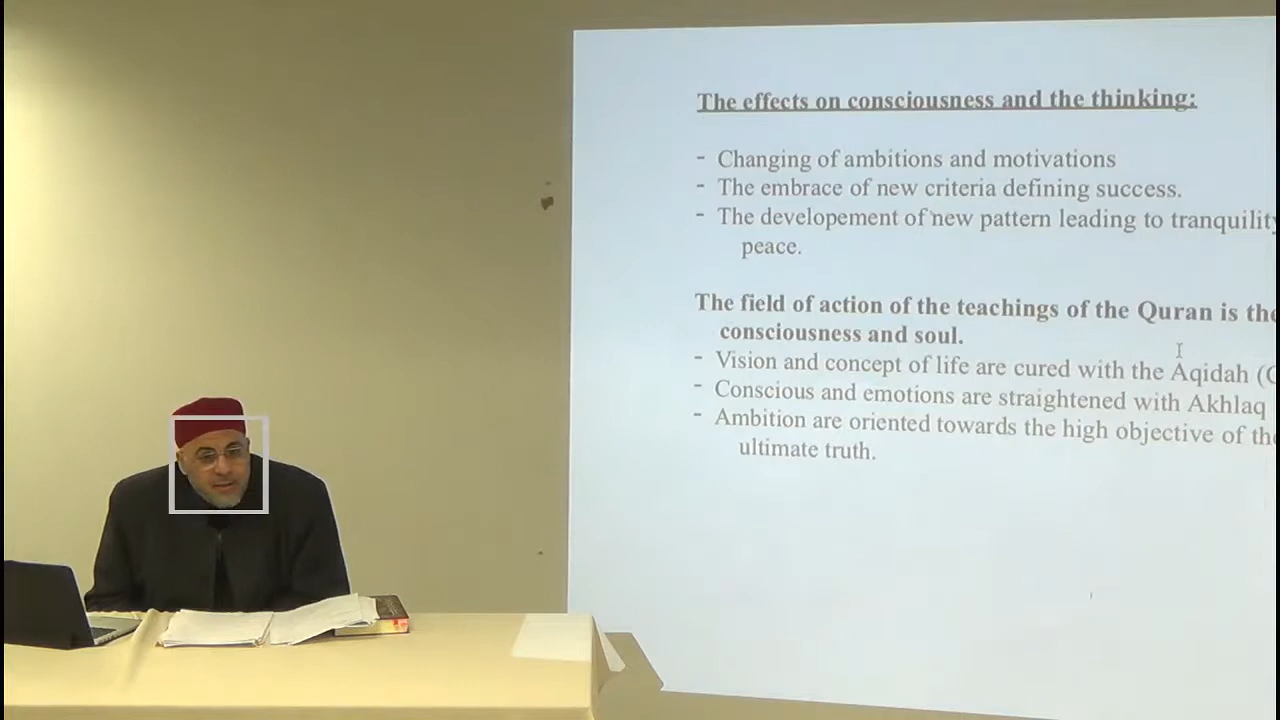 The effects on consciousness and the thinking:
- Changing of ambitions and motivations
- The embrace of new criteria defining success.
- The developement of new pattern leading to tranquility
peace.
The field of action of the teachings of the Quran is the
consciousness and soul.
- Vision and concept of life are cured with the Aqidah (
- Conscious and emotions are straightened with Akhlaq
- Ambition are oriented towards the high objective of the
ultimate truth.